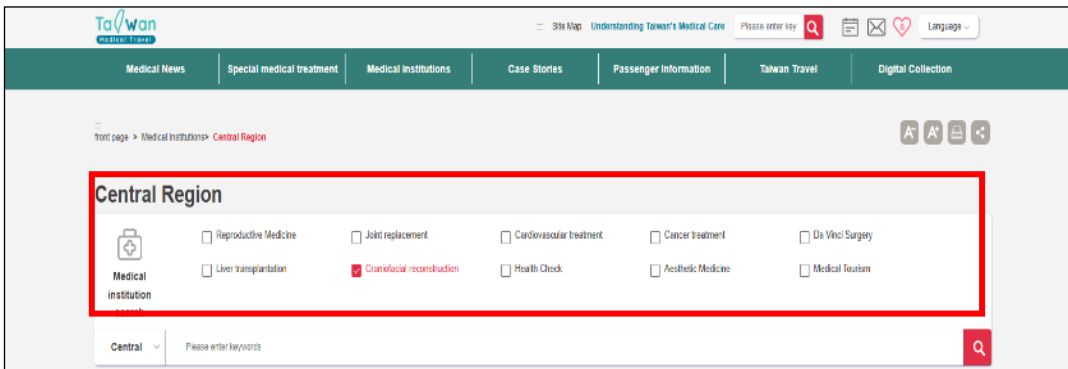 Taiwan
Medical Travel
::: Site Map Understanding Taiwan's Medical Care Please enter key 0 Language
Medical News Special medical treatment Medical institutions Case Stories Passenger Information Taiwan Travel Digital Collection
:::
front page > Medical institutions> Central Region A- A+
Central Region
Reproductive Medicine Joint replacement Cardiovascular treatment Cancer treatment Da Vinci Surgery
Liver transplantation Craniofacial reconstruction Health Check Aesthetic Medicine Medical Tourism
Medical
institution
search
Central Please enter keywords